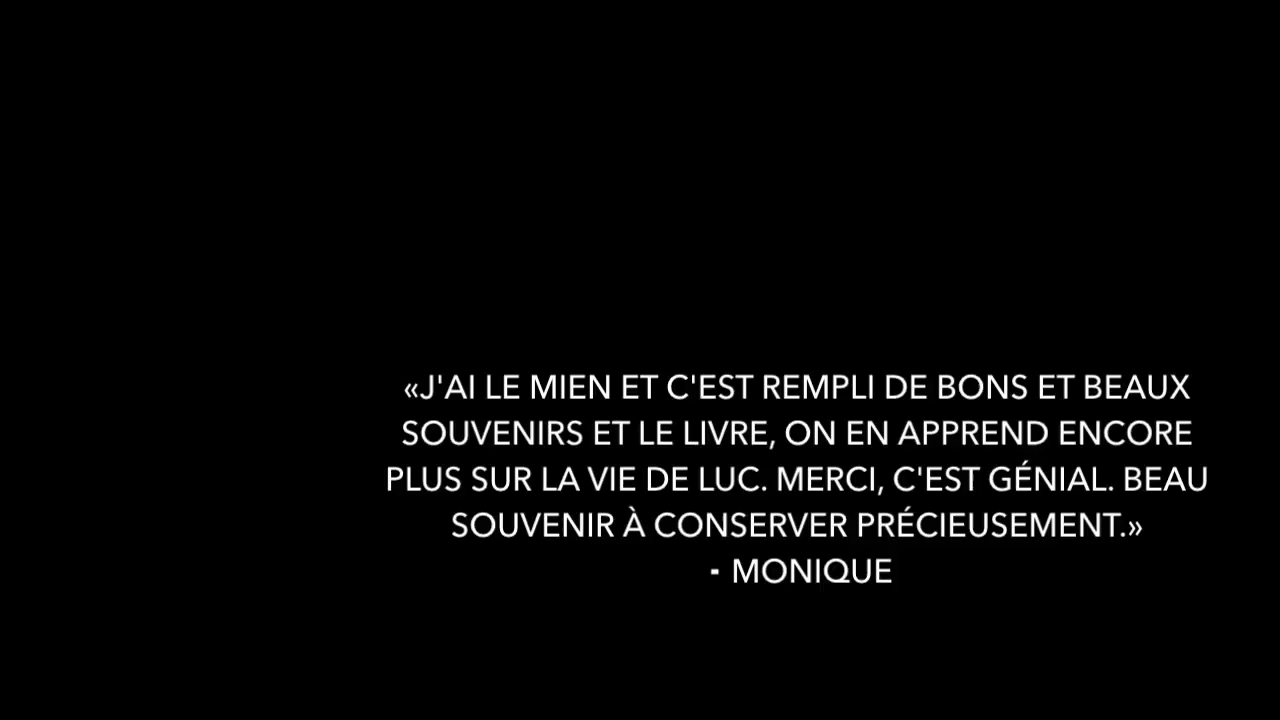 «J'AI LE MIEN ET C'EST REMPLI DE BONS ET BEAUX
SOUVENIRS ET LE LIVRE, ON EN APPREND ENCORE
PLUS SUR LA VIE DE LUC. MERCI, C'EST GÉNIAL. BEAU
SOUVENIR À CONSERVER PRÉCIEUSEMENT.»
- MONIQUE